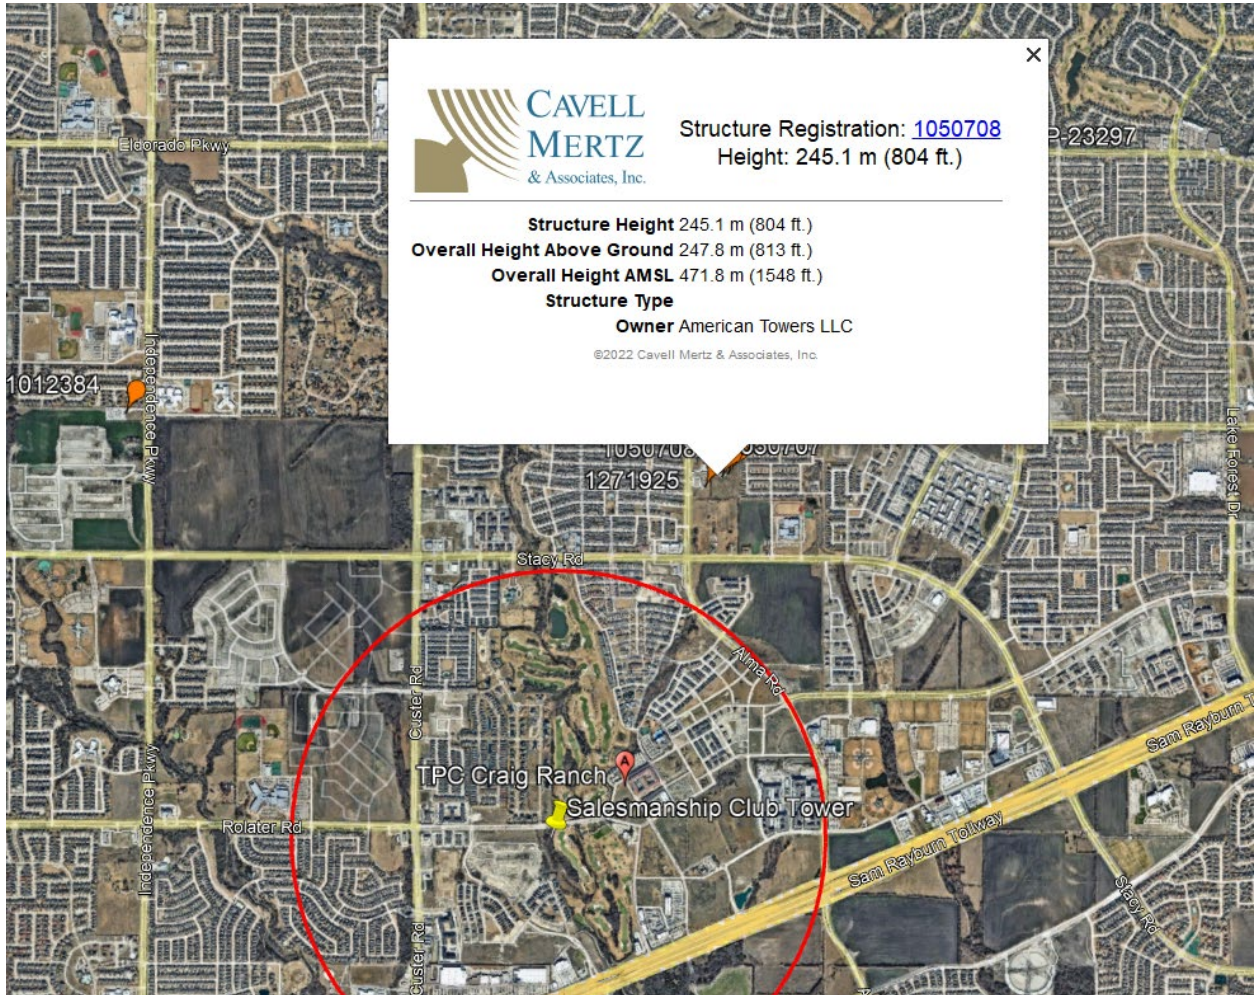 CAVELL
MERTZ
& Associates, Inc.
Structure Registration: 1050708
Height: 245.1 m (804 ft.)
Structure Height 245.1 m (804 ft.)
Overall Height Above Ground 247.8 m (813 ft.)
Overall Height AMSL 471.8 m (1548 ft.)
Structure Type
Owner American Towers LLC
©2022 Cavell Mertz & Associates, Inc.
P-23297
Eldorado Pkwy
Independence Pkwy
1012384
1050708
1050707
1271925
Lake Forest Dr
Stacy Rd
Alma Rd
Custer Rd
Sam Rayburn T
TPC Craig Ranch
A
Salesmanship Club Tower
Independence Pkwy
Rolater Rd
Sam Rayburn Tollway
Stacy Rd
Custer Rd